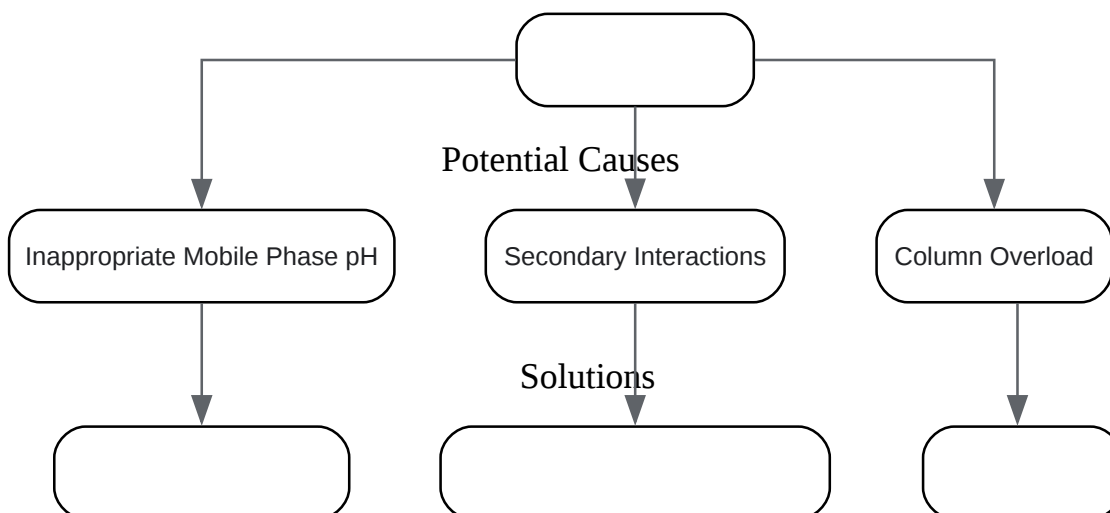 Potential Causes
Inappropriate Mobile Phase pH
Secondary Interactions
Column Overload
Solutions